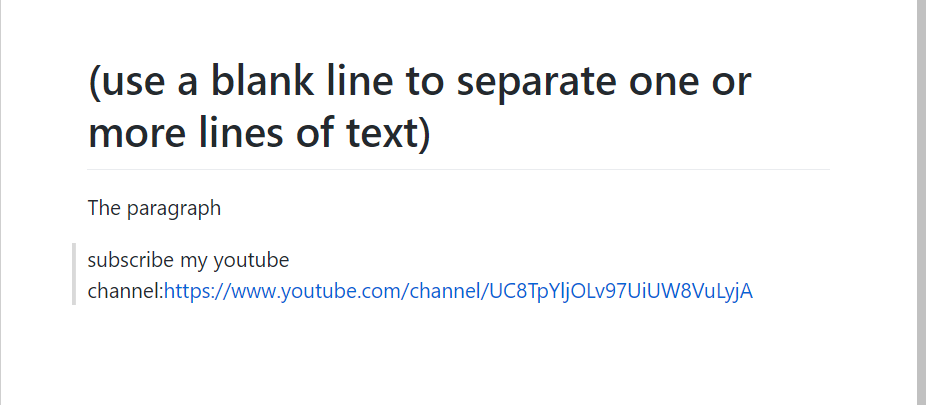 (use a blank line to separate one or
more lines of text)
The paragraph
subscribe my youtube
channel:https://www.youtube.com/channel/UC8TpYljOLv97UiUW8VuLyjA